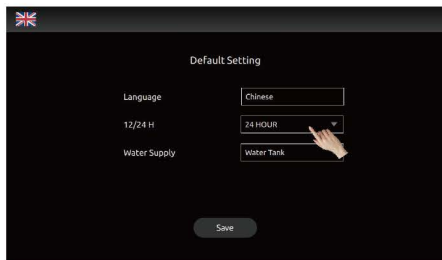 Default Setting
Language Chinese
12/24 H 24 HOUR
Water Supply Water Tank
Save